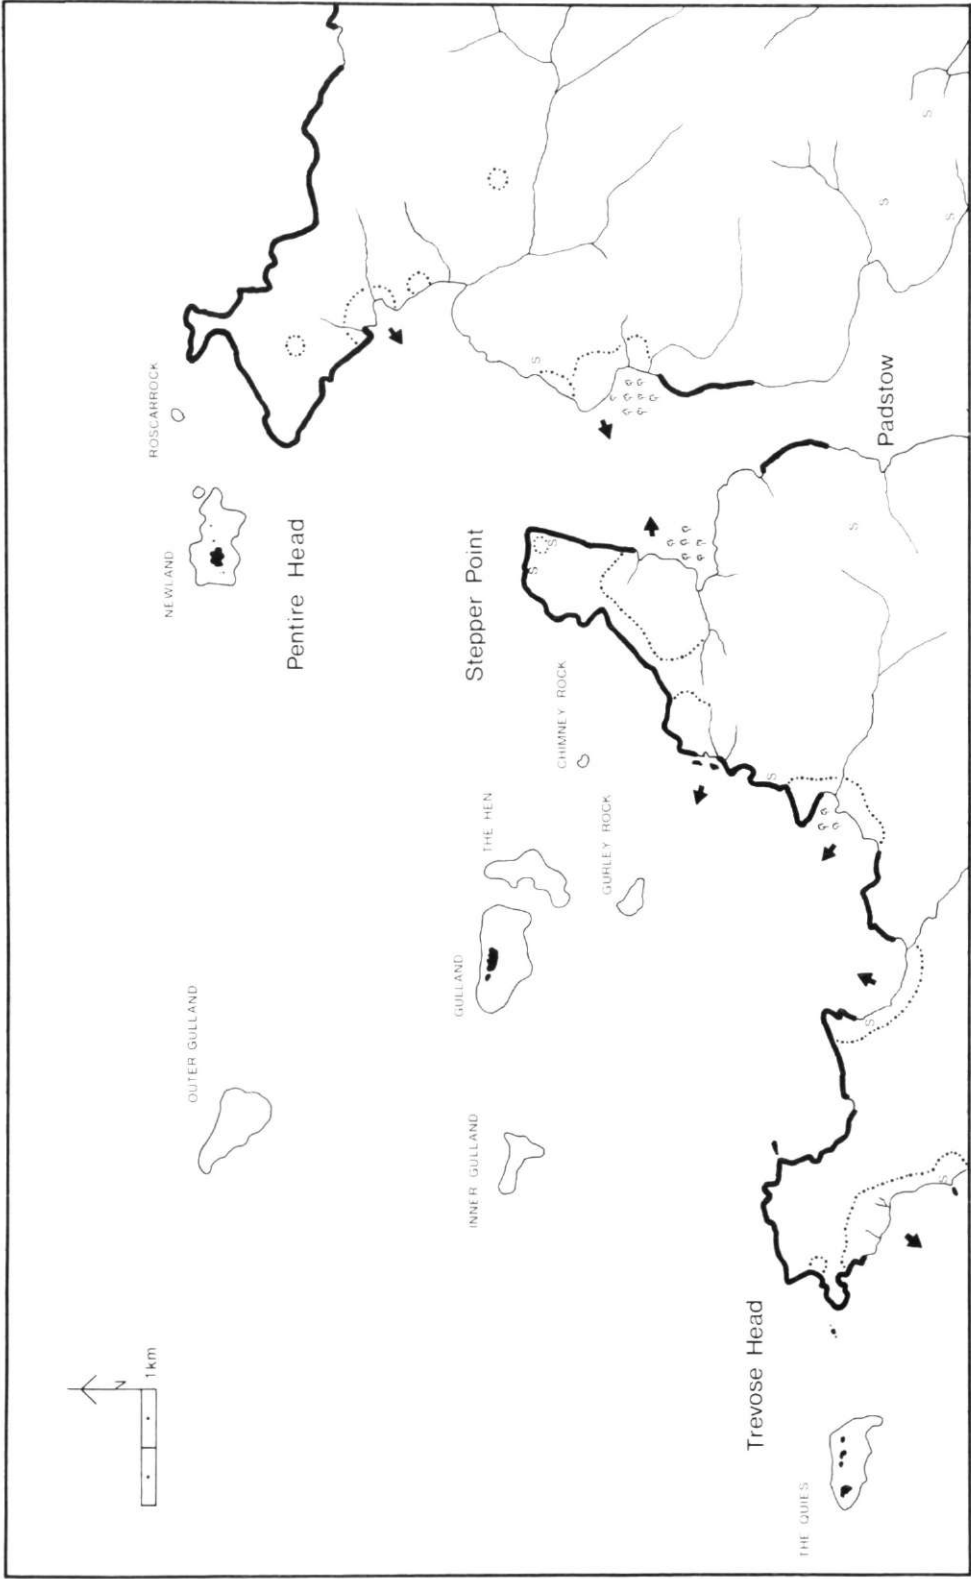 ROSCARROCK
NEWLAND
Pentire Head
OUTER GULLAND
N
1km
Stepper Point
CHIMNEY ROCK
THE HEN
GULLAND
GURLEY ROCK
INNER GULLAND
Padstow
Trevose Head
THE QUIES
S
S
S
S
S
S
S
S
S
S